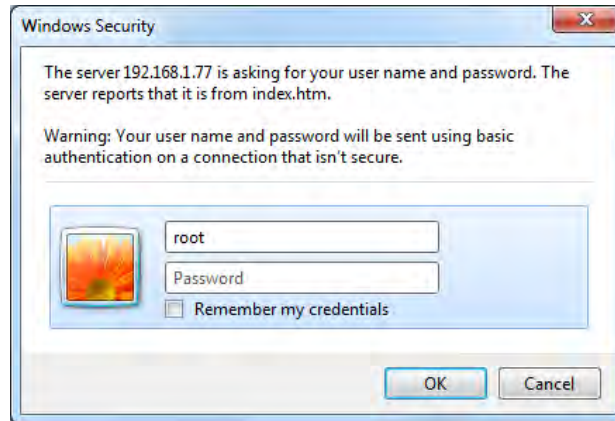 Windows Security
The server 192.168.1.77 is asking for your user name and password. The
server reports that it is from index.htm.
Warning: Your user name and password will be sent using basic
authentication on a connection that isn't secure.
root
Password
Remember my credentials
OK Cancel